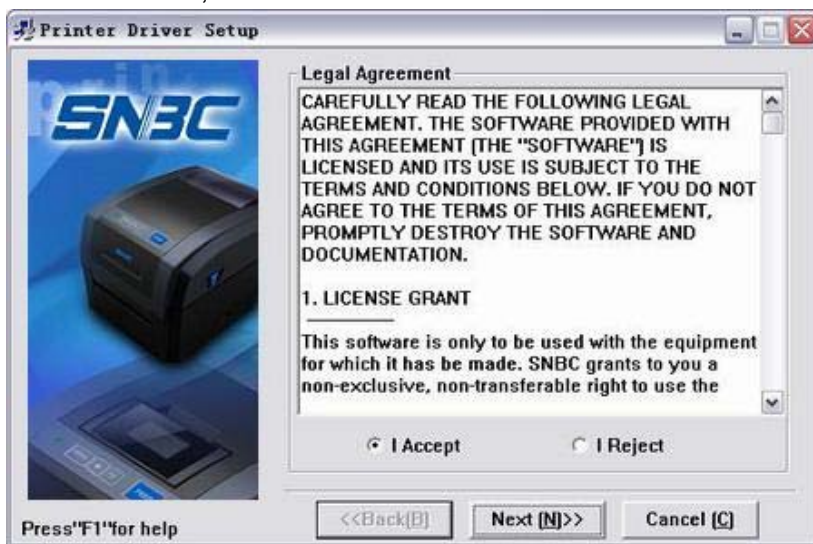 Printer Driver Setup
SNBC
Legal Agreement
CAREFULLY READ THE FOLLOWING LEGAL
AGREEMENT. THE SOFTWARE PROVIDED WITH
THIS AGREEMENT (THE "SOFTWARE") IS
LICENSED AND ITS USE IS SUBJECT TO THE
TERMS AND CONDITIONS BELOW. IF YOU DO NOT
AGREE TO THE TERMS OF THIS AGREEMENT,
PROMPTLY DESTROY THE SOFTWARE AND
DOCUMENTATION.
1. LICENSE GRANT
This software is only to be used with the equipment
for which it has be made. SNBC grants to you a
non-exclusive, non-transferable right to use the
I Accept
I Reject
Press"F1"for help
<<Back(B)
Next (N)>>
Cancel (C)